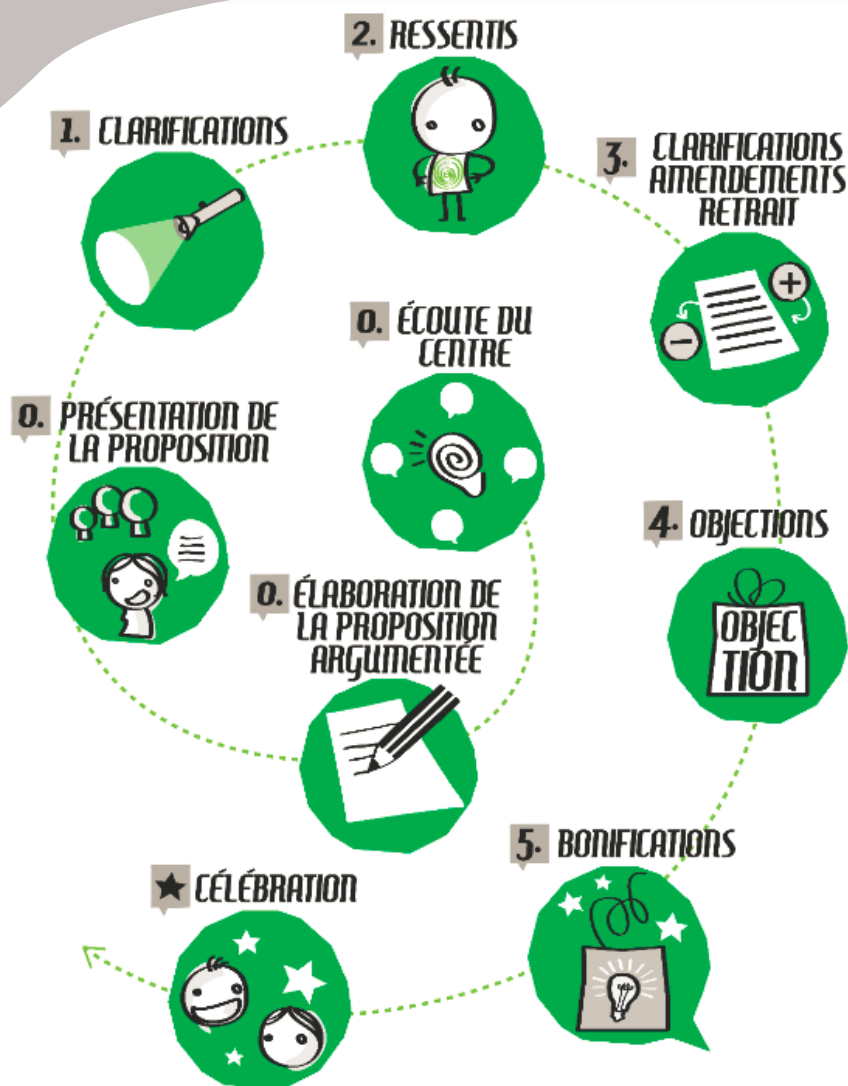 0. ÉCOUTE DU
CENTRE
0. ÉLABORATION DE
LA PROPOSITION
ARGUMENTÉE
0. PRÉSENTATION DE
LA PROPOSITION
1. CLARIFICATIONS
2. RESSENTIS
3. CLARIFICATIONS
AMENDEMENTS
RETRAIT
4. OBJECTIONS
OBJEC
TION
5. BONIFICATIONS
★ CÉLÉBRATION